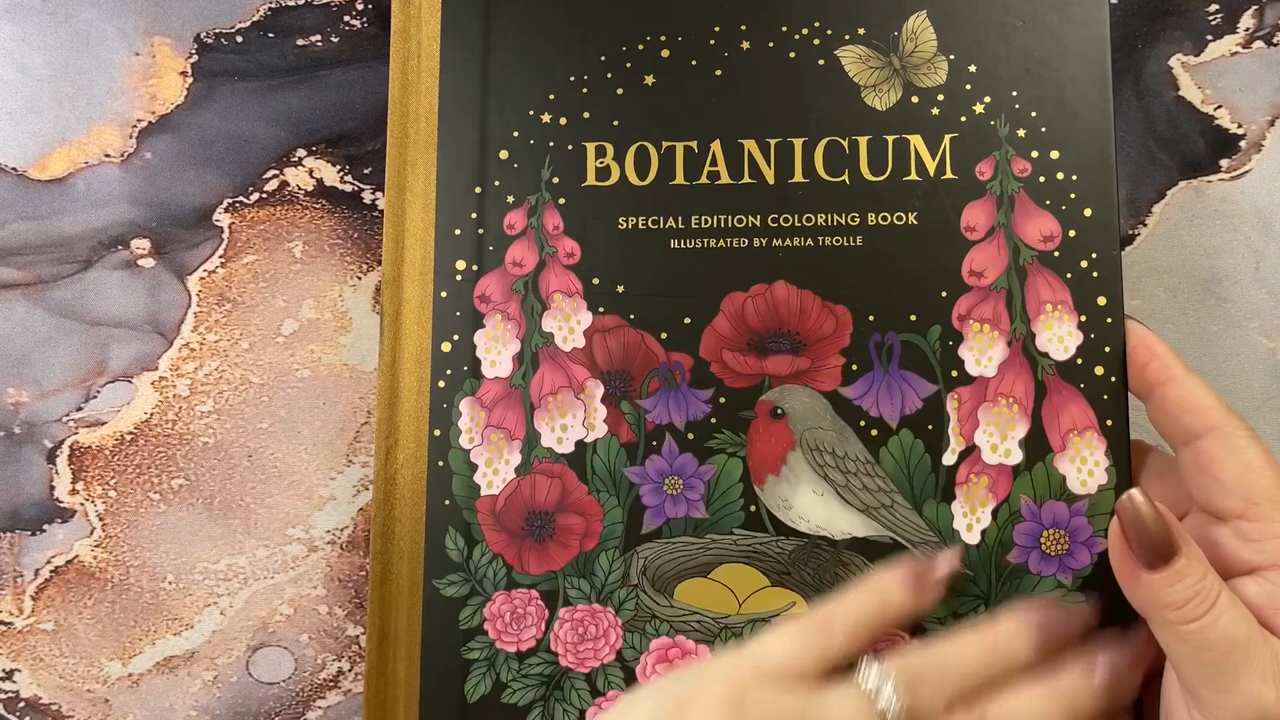 BOTANICUM
SPECIAL EDITION COLORING BOOK
ILLUSTRATED BY MARIA TROLLE